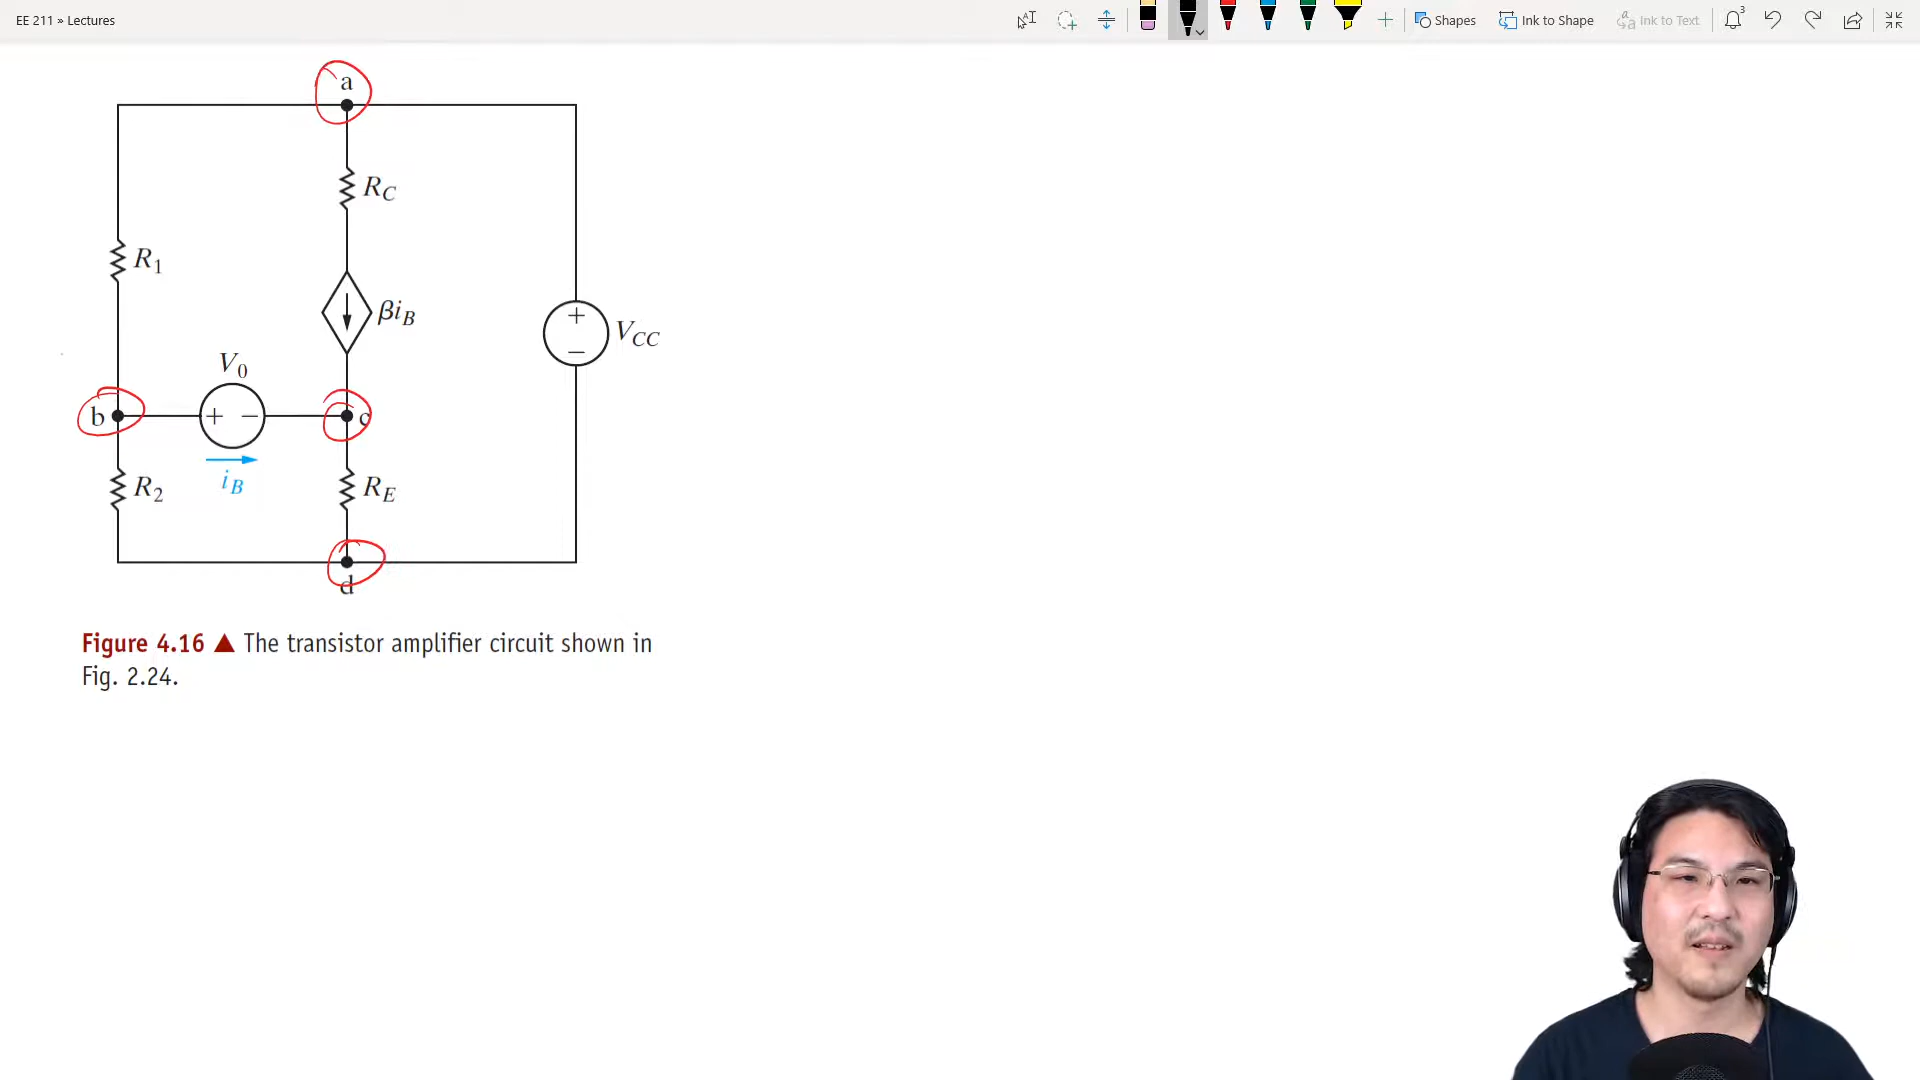 EE 211 » Lectures
Shapes
Ink to Shape
Ink to Text
3
a
R_C
R_1
βi_B
+
−
V_CC
V_0
b
+ −
c
i_B
R_2
R_E
d
Figure 4.16 ▲ The transistor amplifier circuit shown in
Fig. 2.24.